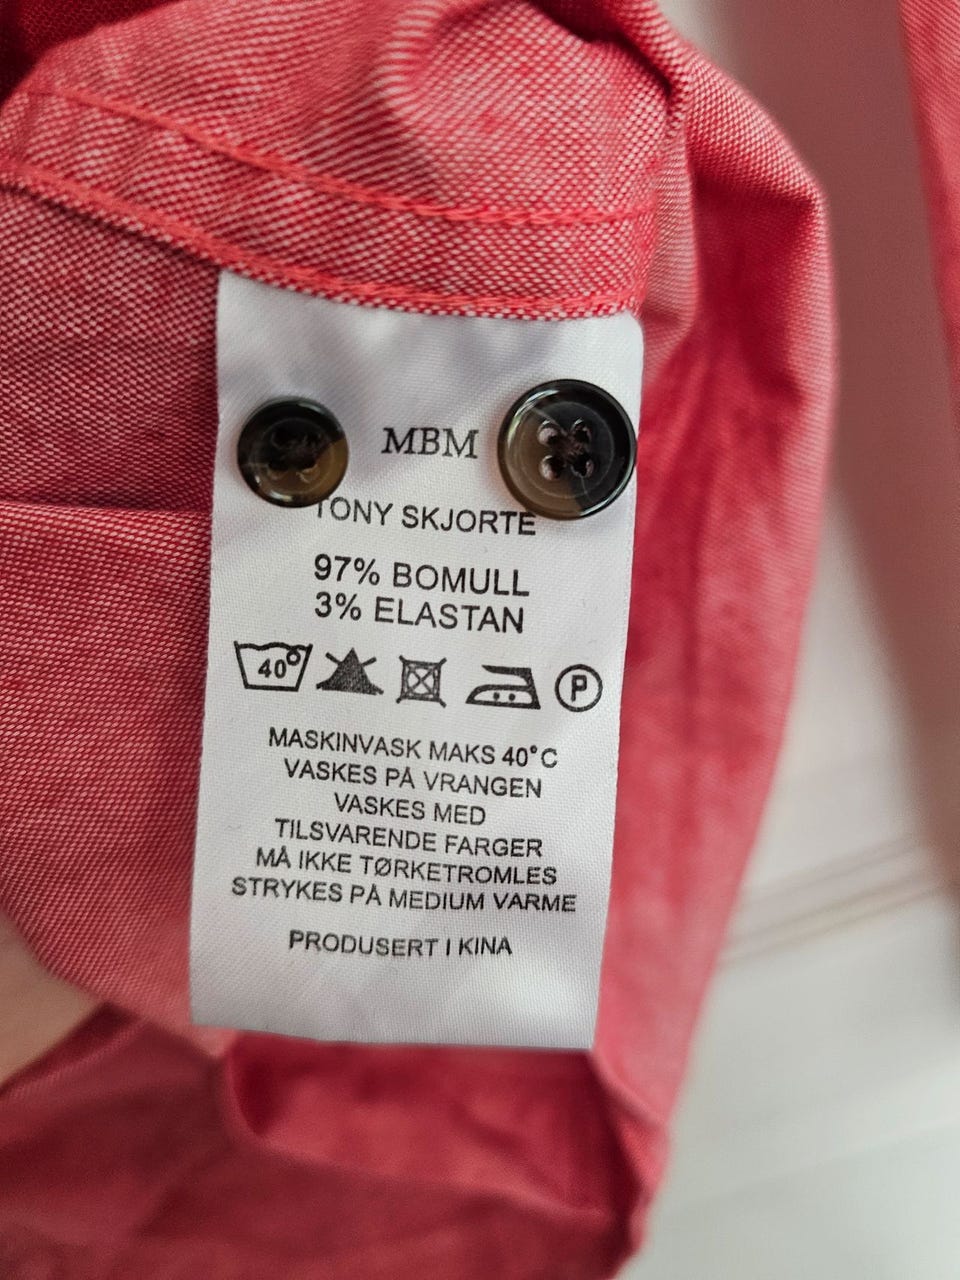 MBM
TONY SKJORTE
97% BOMULL
3% ELASTAN
40° P
MASKINVASK MAKS 40°C
VASKES PÅ VRANGEN
VASKES MED
TILSVARENDE FARGER
MÅ IKKE TØRKETROMLES
STRYKES PÅ MEDIUM VARME
PRODUSERT I KINA